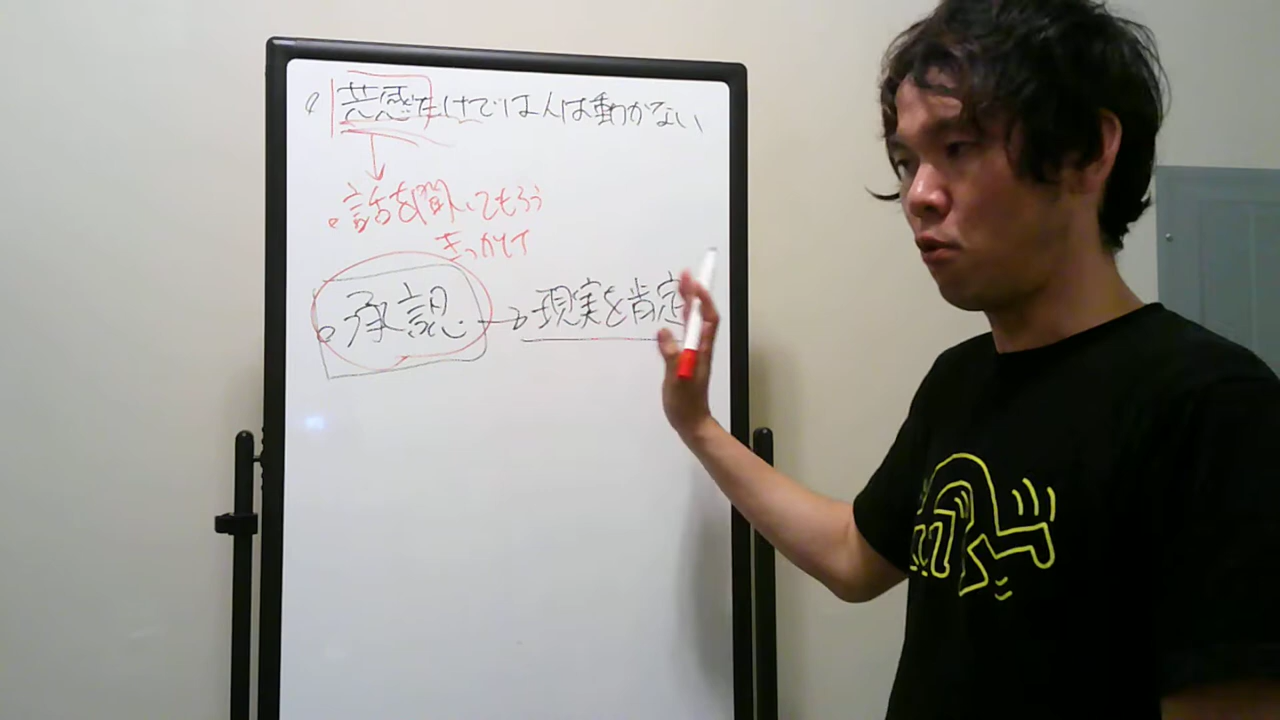 ・共感だけでは人は動かない
↓
・話を聞いてもらう
きっかけで
・承認 → 現実を肯定